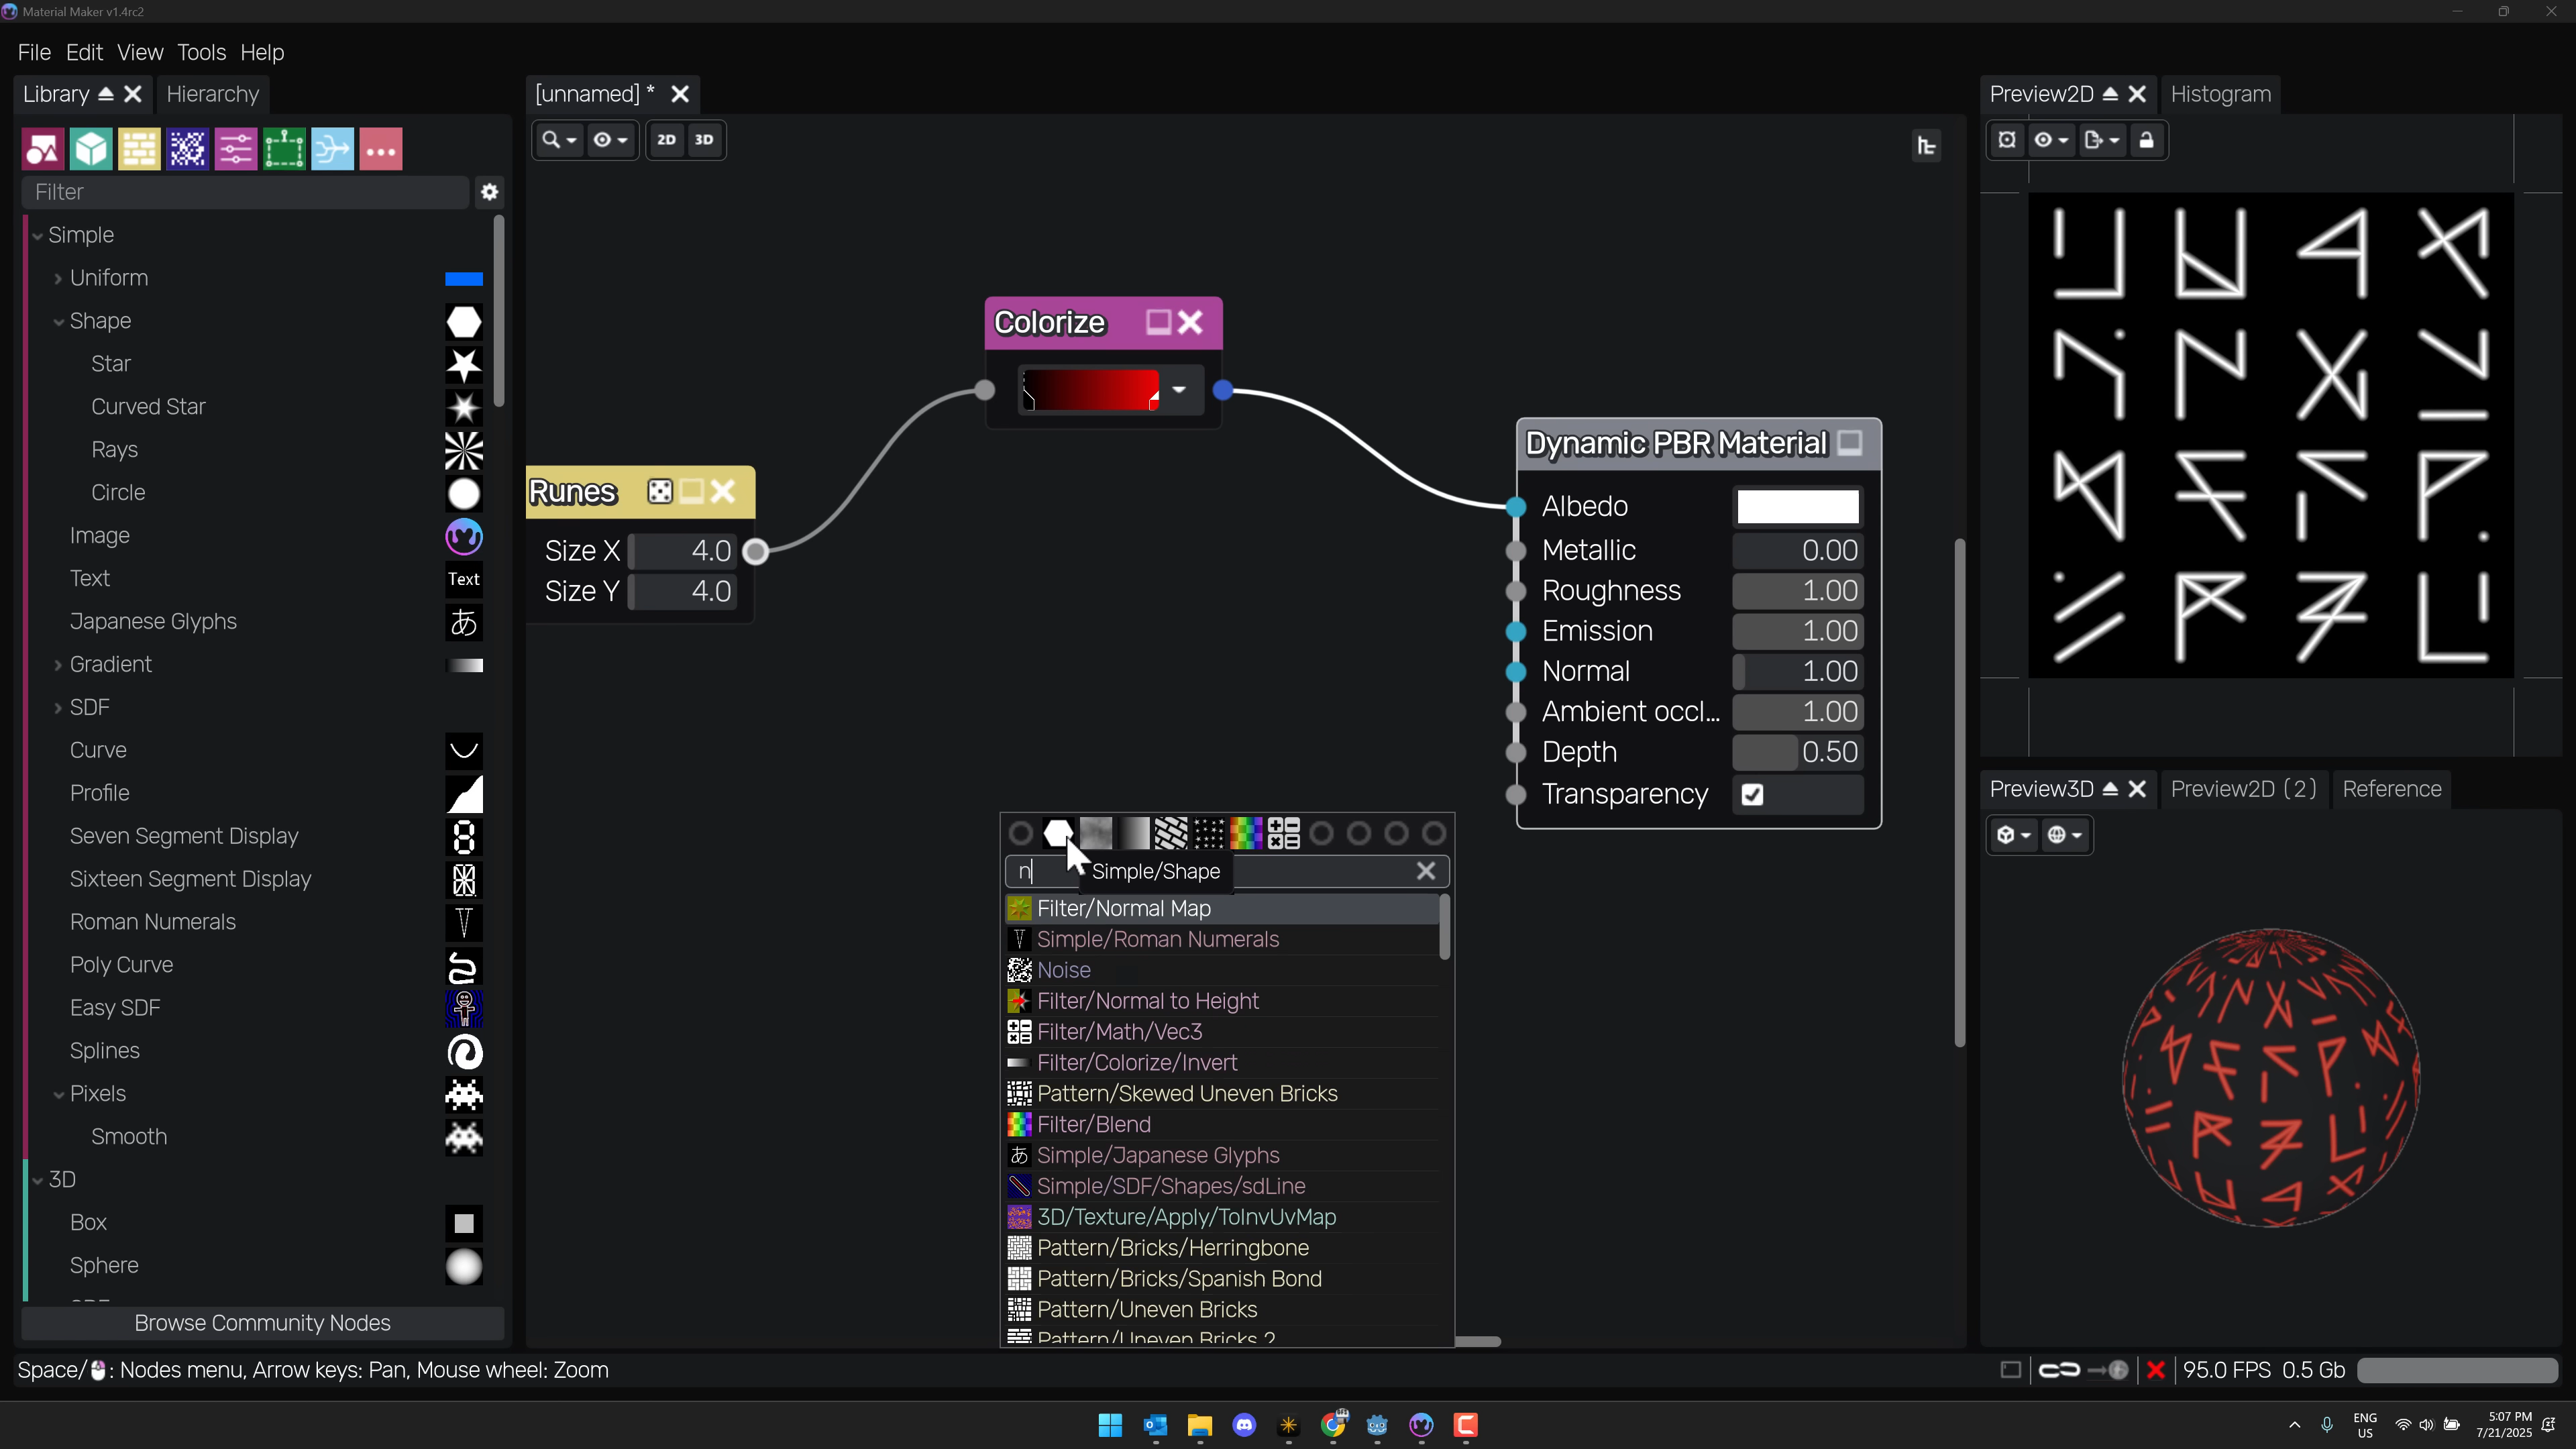 Material Maker v1.4rc2
File Edit View Tools Help
Library
Hierarchy
Filter
Simple
Uniform
Shape
Star
Curved Star
Rays
Circle
Image
Text
Text
Japanese Glyphs
あ
Gradient
SDF
Curve
Profile
Seven Segment Display
Sixteen Segment Display
Roman Numerals
Poly Curve
Easy SDF
Splines
Pixels
Smooth
3D
Box
Sphere
Browse Community Nodes
[unnamed] *
2D 3D
Colorize
Runes
Size X 4.0
Size Y 4.0
Dynamic PBR Material
Albedo
Metallic 0.00
Roughness 1.00
Emission 1.00
Normal 1.00
Ambient occl... 1.00
Depth 0.50
Transparency
n
Simple/Shape
Filter/Normal Map
Simple/Roman Numerals
Noise
Filter/Normal to Height
Filter/Math/Vec3
Filter/Colorize/Invert
Pattern/Skewed Uneven Bricks
Filter/Blend
あ Simple/Japanese Glyphs
Simple/SDF/Shapes/sdLine
3D/Texture/Apply/ToInvUvMap
Pattern/Bricks/Herringbone
Pattern/Bricks/Spanish Bond
Pattern/Uneven Bricks
Pattern/Uneven Bricks 2
Preview2D
Histogram
Preview3D
Preview2D (2)
Reference
Space/ : Nodes menu, Arrow keys: Pan, Mouse wheel: Zoom
95.0 FPS 0.5 Gb
ENG
US
5:07 PM
7/21/2025